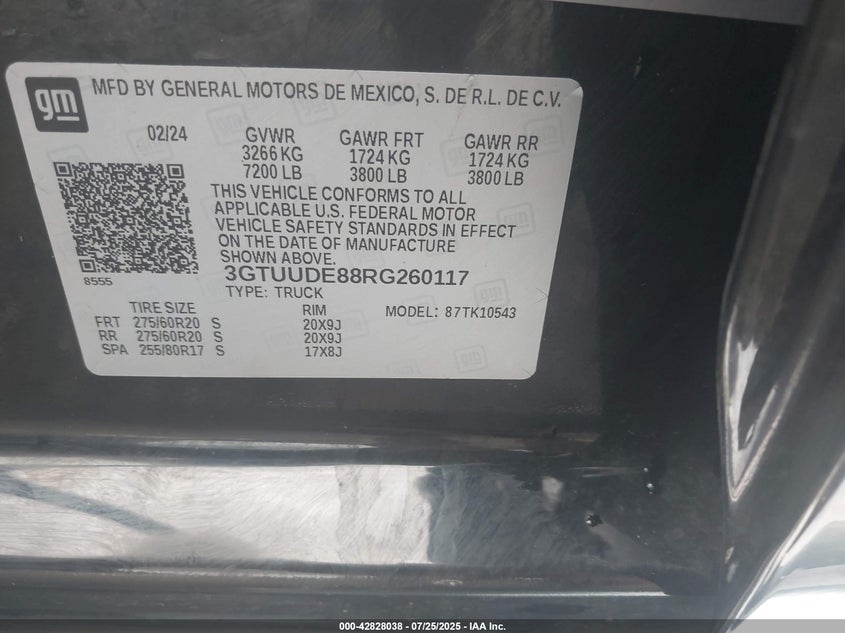 gm
MFD BY GENERAL MOTORS DE MEXICO, S. DE R.L. DE C.V.
02/24 GVWR GAWR FRT GAWR RR
3266 KG 1724 KG 1724 KG
7200 LB 3800 LB 3800 LB
THIS VEHICLE CONFORMS TO ALL
APPLICABLE U.S. FEDERAL MOTOR
VEHICLE SAFETY STANDARDS IN EFFECT
ON THE DATE OF MANUFACTURE
SHOWN ABOVE.
8555
3GTUUDE88RG260117
TYPE: TRUCK
TIRE SIZE RIM MODEL: 87TK10543
FRT 275/60R20 S 20X9J
RR 275/60R20 S 20X9J
SPA 255/80R17 S 17X8J
000-42828038 - 07/25/2025 - IAA Inc.